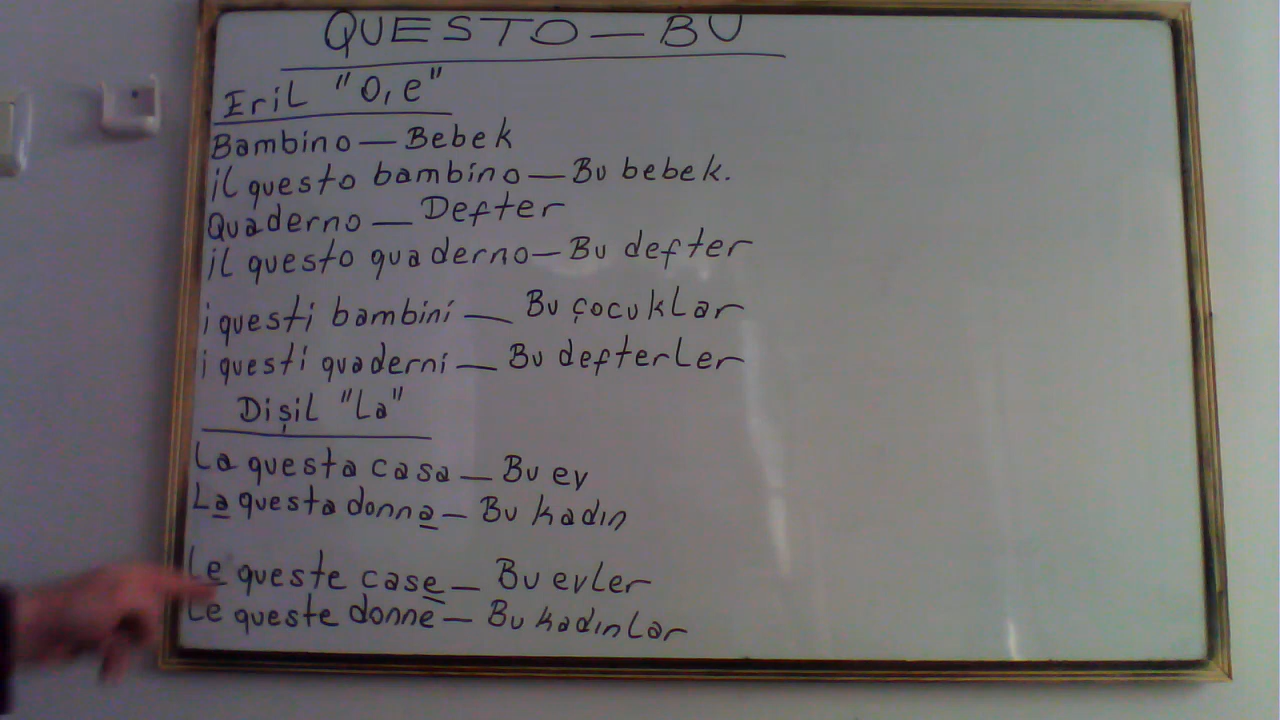 QUESTO — BU
Eril "O, e"
Bambino — Bebek
il questo bambino — Bu bebek.
Quaderno — Defter
il questo quaderno — Bu defter
i questi bambini — Bu çocuklar
i questi quaderni — Bu defterler
Dişil "La"
La questa casa — Bu ev
La questa donna — Bu kadın
Le queste case — Bu evler
Le queste donne — Bu kadınlar